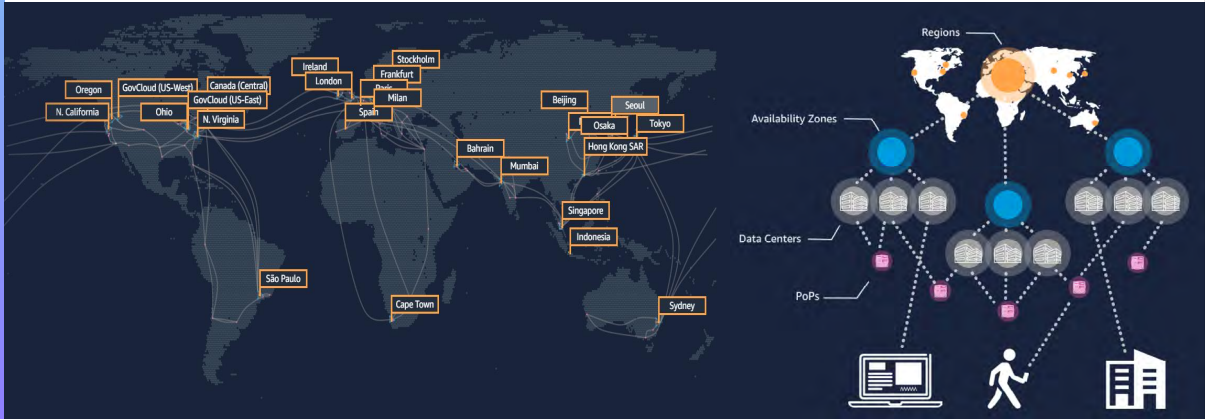 Stockholm
Ireland
Frankfurt
London
Oregon
GovCloud (US-West)
Canada (Central)
Paris
Milan
GovCloud (US-East)
N. California
Ohio
N. Virginia
Spain
Beijing
Seoul
Osaka
Tokyo
Hong Kong SAR
Bahrain
Mumbai
Singapore
Indonesia
São Paulo
Cape Town
Sydney
Regions
Availability Zones
Data Centers
PoPs